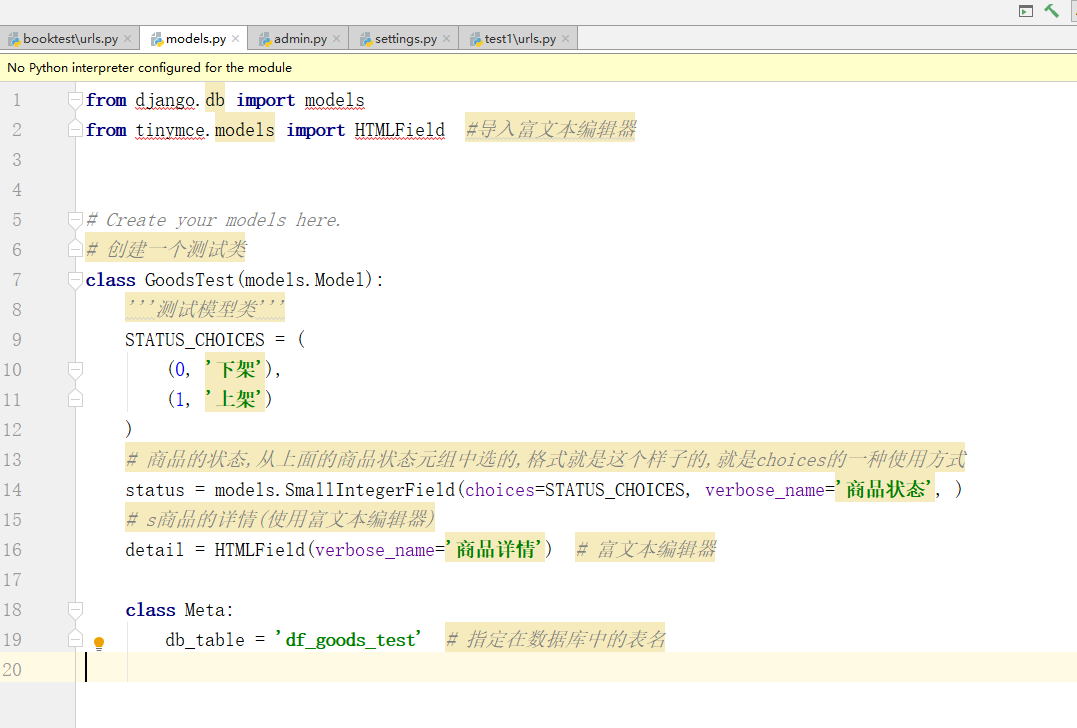 booktest\urls.py models.py admin.py settings.py test1\urls.py
No Python interpreter configured for the module
1 from django.db import models
2 from tinymce.models import HTMLField #导入富文本编辑器
3
4
5 # Create your models here.
6 # 创建一个测试类
7 class GoodsTest(models.Model):
8 '''测试模型类'''
9 STATUS_CHOICES = (
10 (0, '下架'),
11 (1, '上架')
12 )
13 # 商品的状态,从上面的商品状态元组中选的,格式就是这个样子的,就是choices的一种使用方式
14 status = models.SmallIntegerField(choices=STATUS_CHOICES, verbose_name='商品状态', )
15 # s商品的详情(使用富文本编辑器)
16 detail = HTMLField(verbose_name='商品详情') # 富文本编辑器
17
18 class Meta:
19 db_table = 'df_goods_test' # 指定在数据库中的表名
20